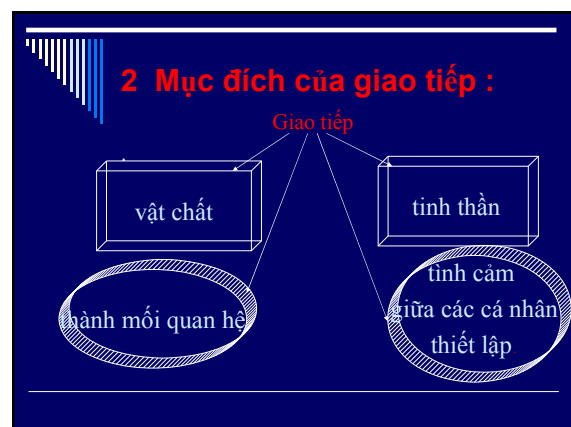 2 Mục đích của giao tiếp :
Giao tiếp
vật chất
tinh thần
thành mối quan hệ
tình cảm
giữa các cá nhân
thiết lập